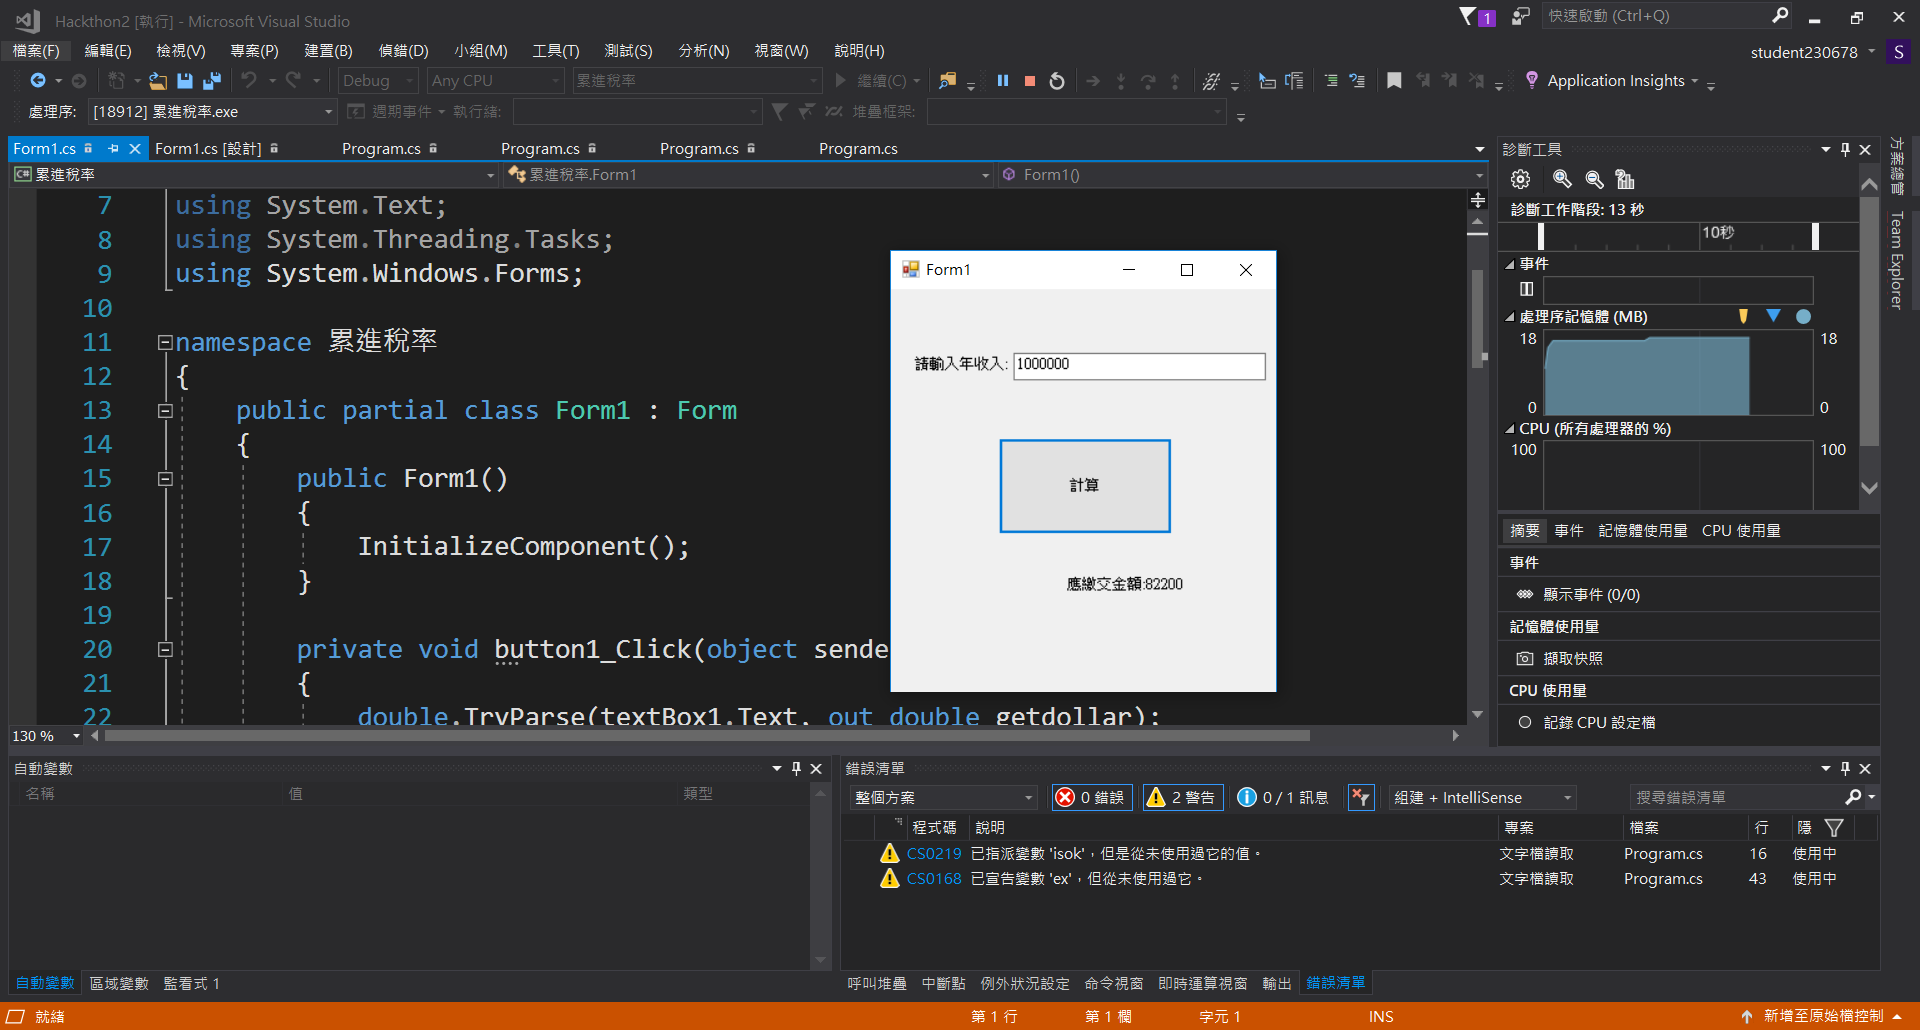 Hackthon2 [執行] - Microsoft Visual Studio
1
快速啟動 (Ctrl+Q)
檔案(F) 編輯(E) 檢視(V) 專案(P) 建置(B) 偵錯(D) 小組(M) 工具(T) 測試(S) 分析(N) 視窗(W) 說明(H)
student230678
S
Debug Any CPU 累進稅率 繼續(C) Application Insights
處理序: [18912] 累進稅率.exe 週期事件 執行緒: 堆疊框架:
Form1.cs Form1.cs [設計] Program.cs Program.cs Program.cs Program.cs
C# 累進稅率 累進稅率.Form1 Form1()
7 using System.Text;
8 using System.Threading.Tasks;
9 using System.Windows.Forms;
10
11 namespace 累進稅率
12 {
13 public partial class Form1 : Form
14 {
15 public Form1()
16 {
17 InitializeComponent();
18 }
19
20 private void button1_Click(object sende
21 {
22 double.TryParse(textBox1.Text, out double getdollar);
130 %
Form1
請輸入年收入: 1000000
計算
應繳交金額:82200
診斷工具
診斷工作階段: 13 秒
10秒
事件
處理序記憶體 (MB)
18 18
0 0
CPU (所有處理器的 %)
100 100
摘要 事件 記憶體使用量 CPU 使用量
事件
顯示事件 (0/0)
記憶體使用量
擷取快照
CPU 使用量
記錄 CPU 設定檔
方案總管
Team Explorer
自動變數
名稱 值 類型
自動變數 區域變數 監看式 1
錯誤清單
整個方案 0 錯誤 2 警告 0 / 1 訊息 組建 + IntelliSense 搜尋錯誤清單
程式碼 說明 專案 檔案 行 隱
CS0219 已指派變數 'isok'，但是從未使用過它的值。 文字檔讀取 Program.cs 16 使用中
CS0168 已宣告變數 'ex'，但從未使用過它。 文字檔讀取 Program.cs 43 使用中
呼叫堆疊 中斷點 例外狀況設定 命令視窗 即時運算視窗 輸出 錯誤清單
就緒 第 1 行 第 1 欄 字元 1 INS 新增至原始檔控制